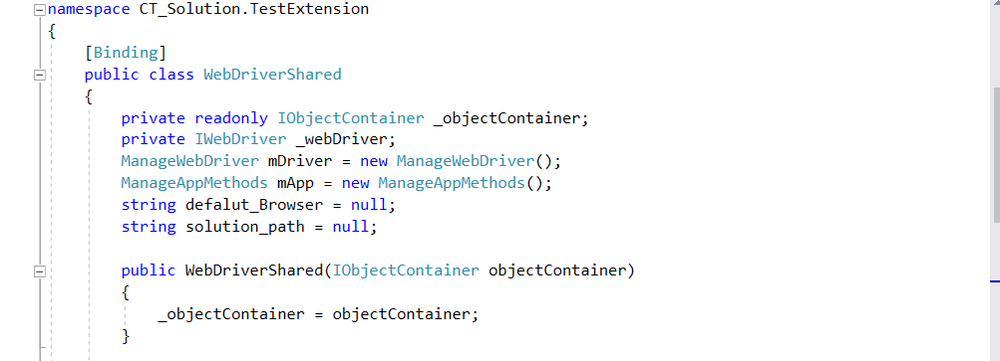 namespace CT_Solution.TestExtension
{
[Binding]
public class WebDriverShared
{
private readonly IObjectContainer _objectContainer;
private IWebDriver _webDriver;
ManageWebDriver mDriver = new ManageWebDriver();
ManageAppMethods mApp = new ManageAppMethods();
string defalut_Browser = null;
string solution_path = null;
public WebDriverShared(IObjectContainer objectContainer)
{
_objectContainer = objectContainer;
}